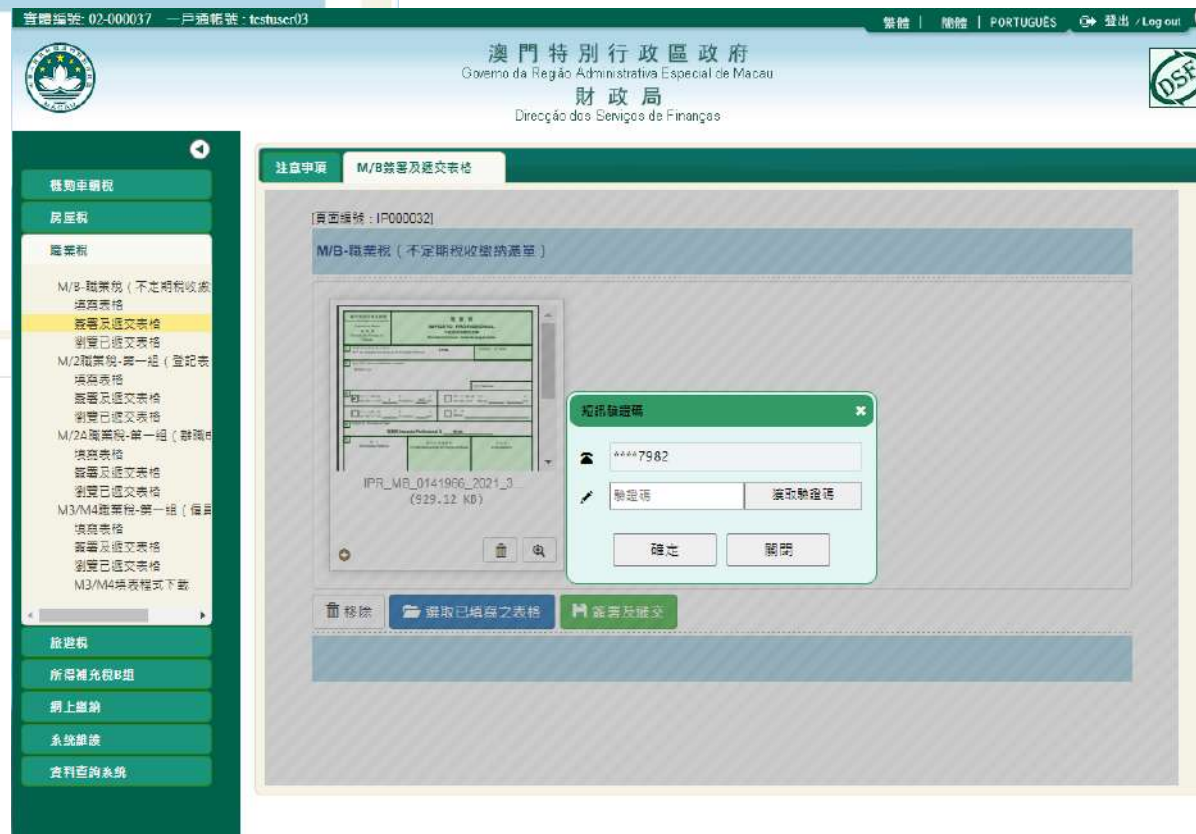 實體編號: 02-000037 一戶通帳號 : testuser03
繁體 | 簡體 | PORTUGUÊS 登出 / Log out
澳門特別行政區政府
Governo da Região Administrativa Especial de Macau
財政局
Direcção dos Serviços de Finanças
MACAU
DSF
注意事項 M/B簽署及遞交表格
機動車輛稅
房屋稅
職業稅
M/B-職業稅 ( 不定期稅收繳
填寫表格
簽署及遞交表格
瀏覽已遞交表格
M/2職業稅-第一組 ( 登記表
填寫表格
簽署及遞交表格
瀏覽已遞交表格
M/2A職業稅-第一組 ( 離職
填寫表格
簽署及遞交表格
瀏覽已遞交表格
M3/M4職業稅-第一組 ( 僱員
填寫表格
簽署及遞交表格
瀏覽已遞交表格
M3/M4填表程式下載
旅遊稅
所得補充稅B組
網上繳納
系統維護
資料查詢系統
[頁面編號 : IP000032]
M/B-職業稅 ( 不定期稅收繳納憑單 )
職業稅
IMPOSTO PROFISSIONAL
IPR_MB_0141966_2021_3...
(929.12 KB)
短訊驗證碼
****7982
驗證碼 獲取驗證碼
確定 關閉
移除 選取已填寫之表格 簽署及遞交